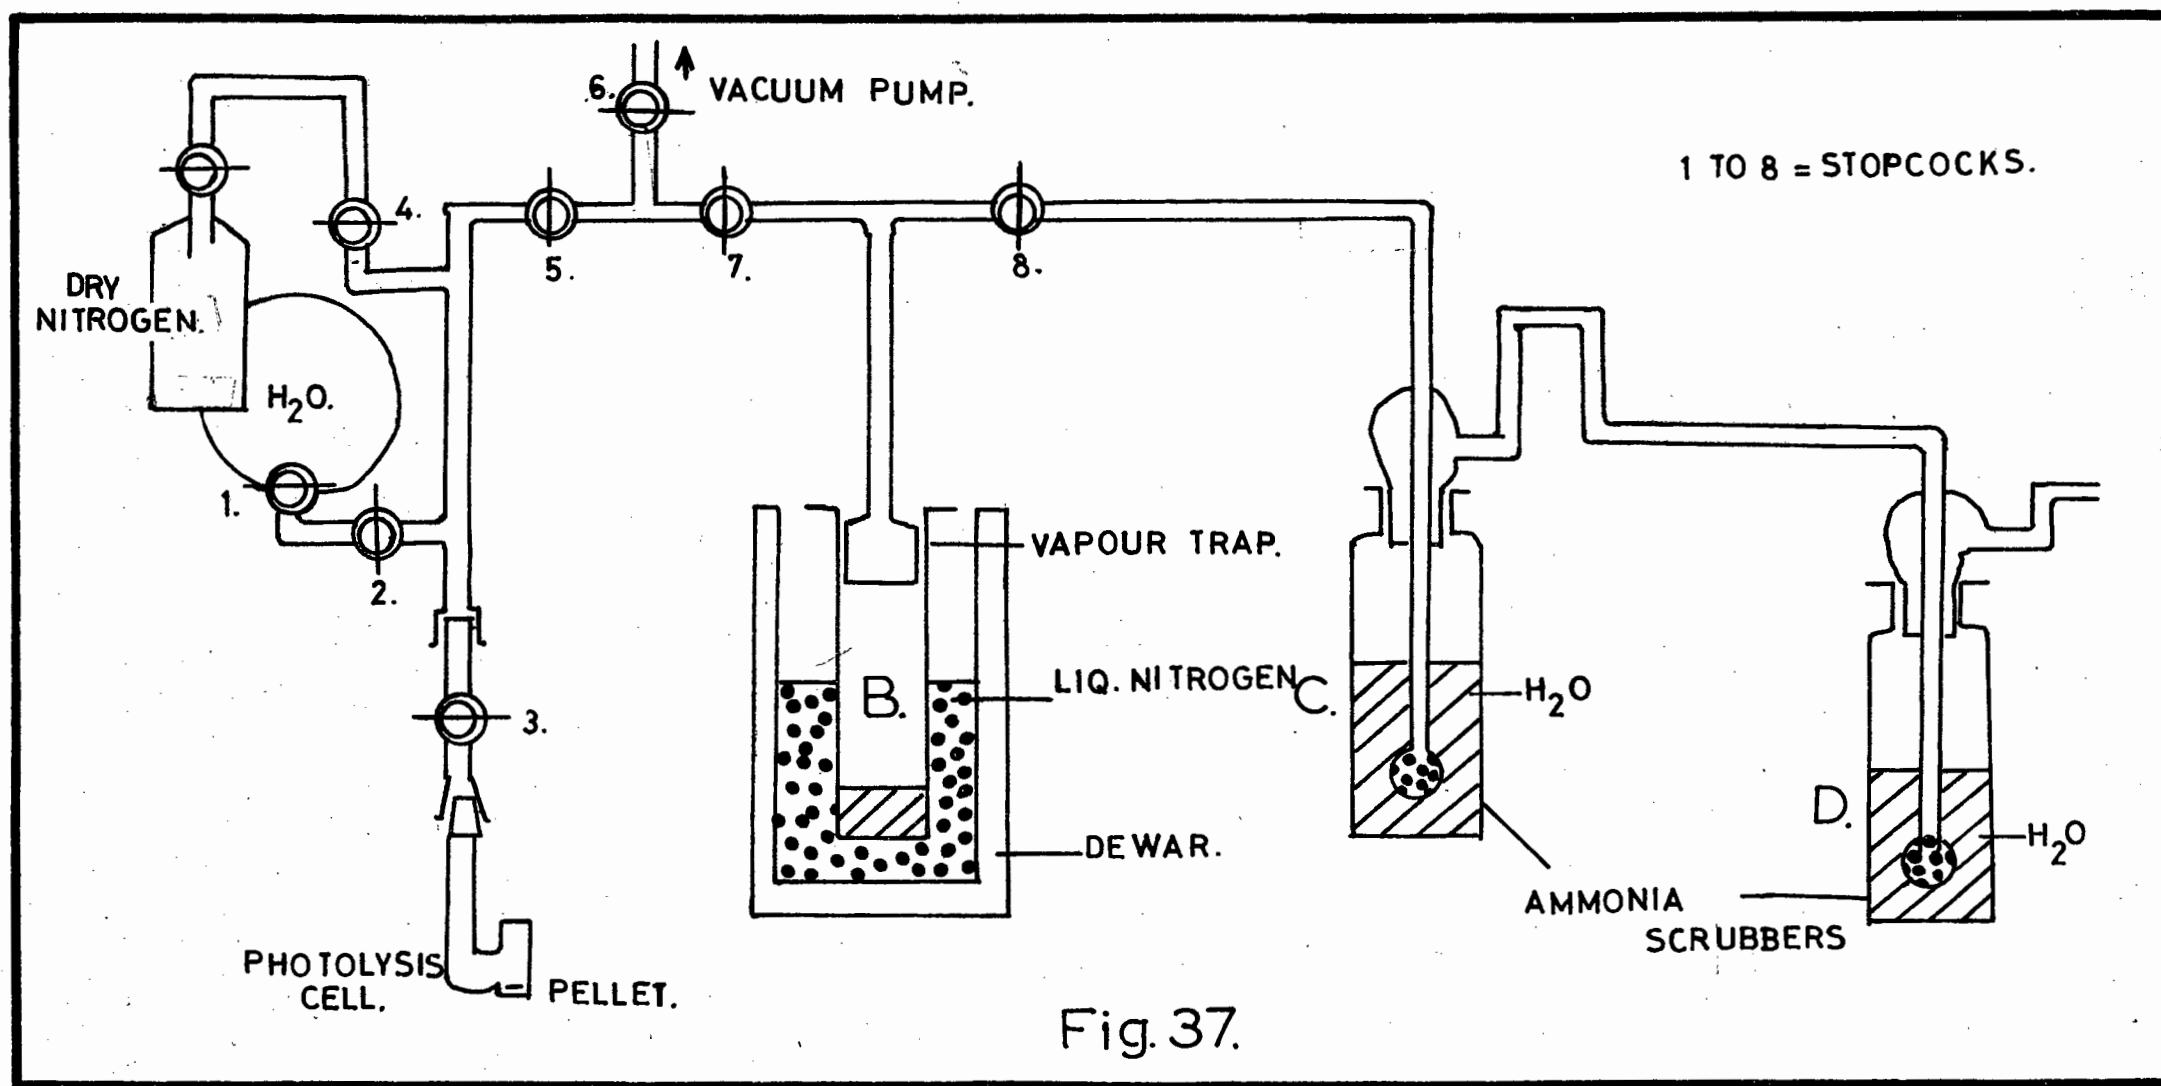 6.
VACUUM PUMP.
1 TO 8 = STOPCOCKS.
4.
5.
7.
8.
DRY
NITROGEN.
H₂O.
1.
2.
VAPOUR TRAP.
LIQ. NITROGEN
B.
C.
H₂O
3.
D.
H₂O
DEWAR.
AMMONIA
SCRUBBERS
PHOTOLYSIS
CELL.
PELLET.
Fig. 37.